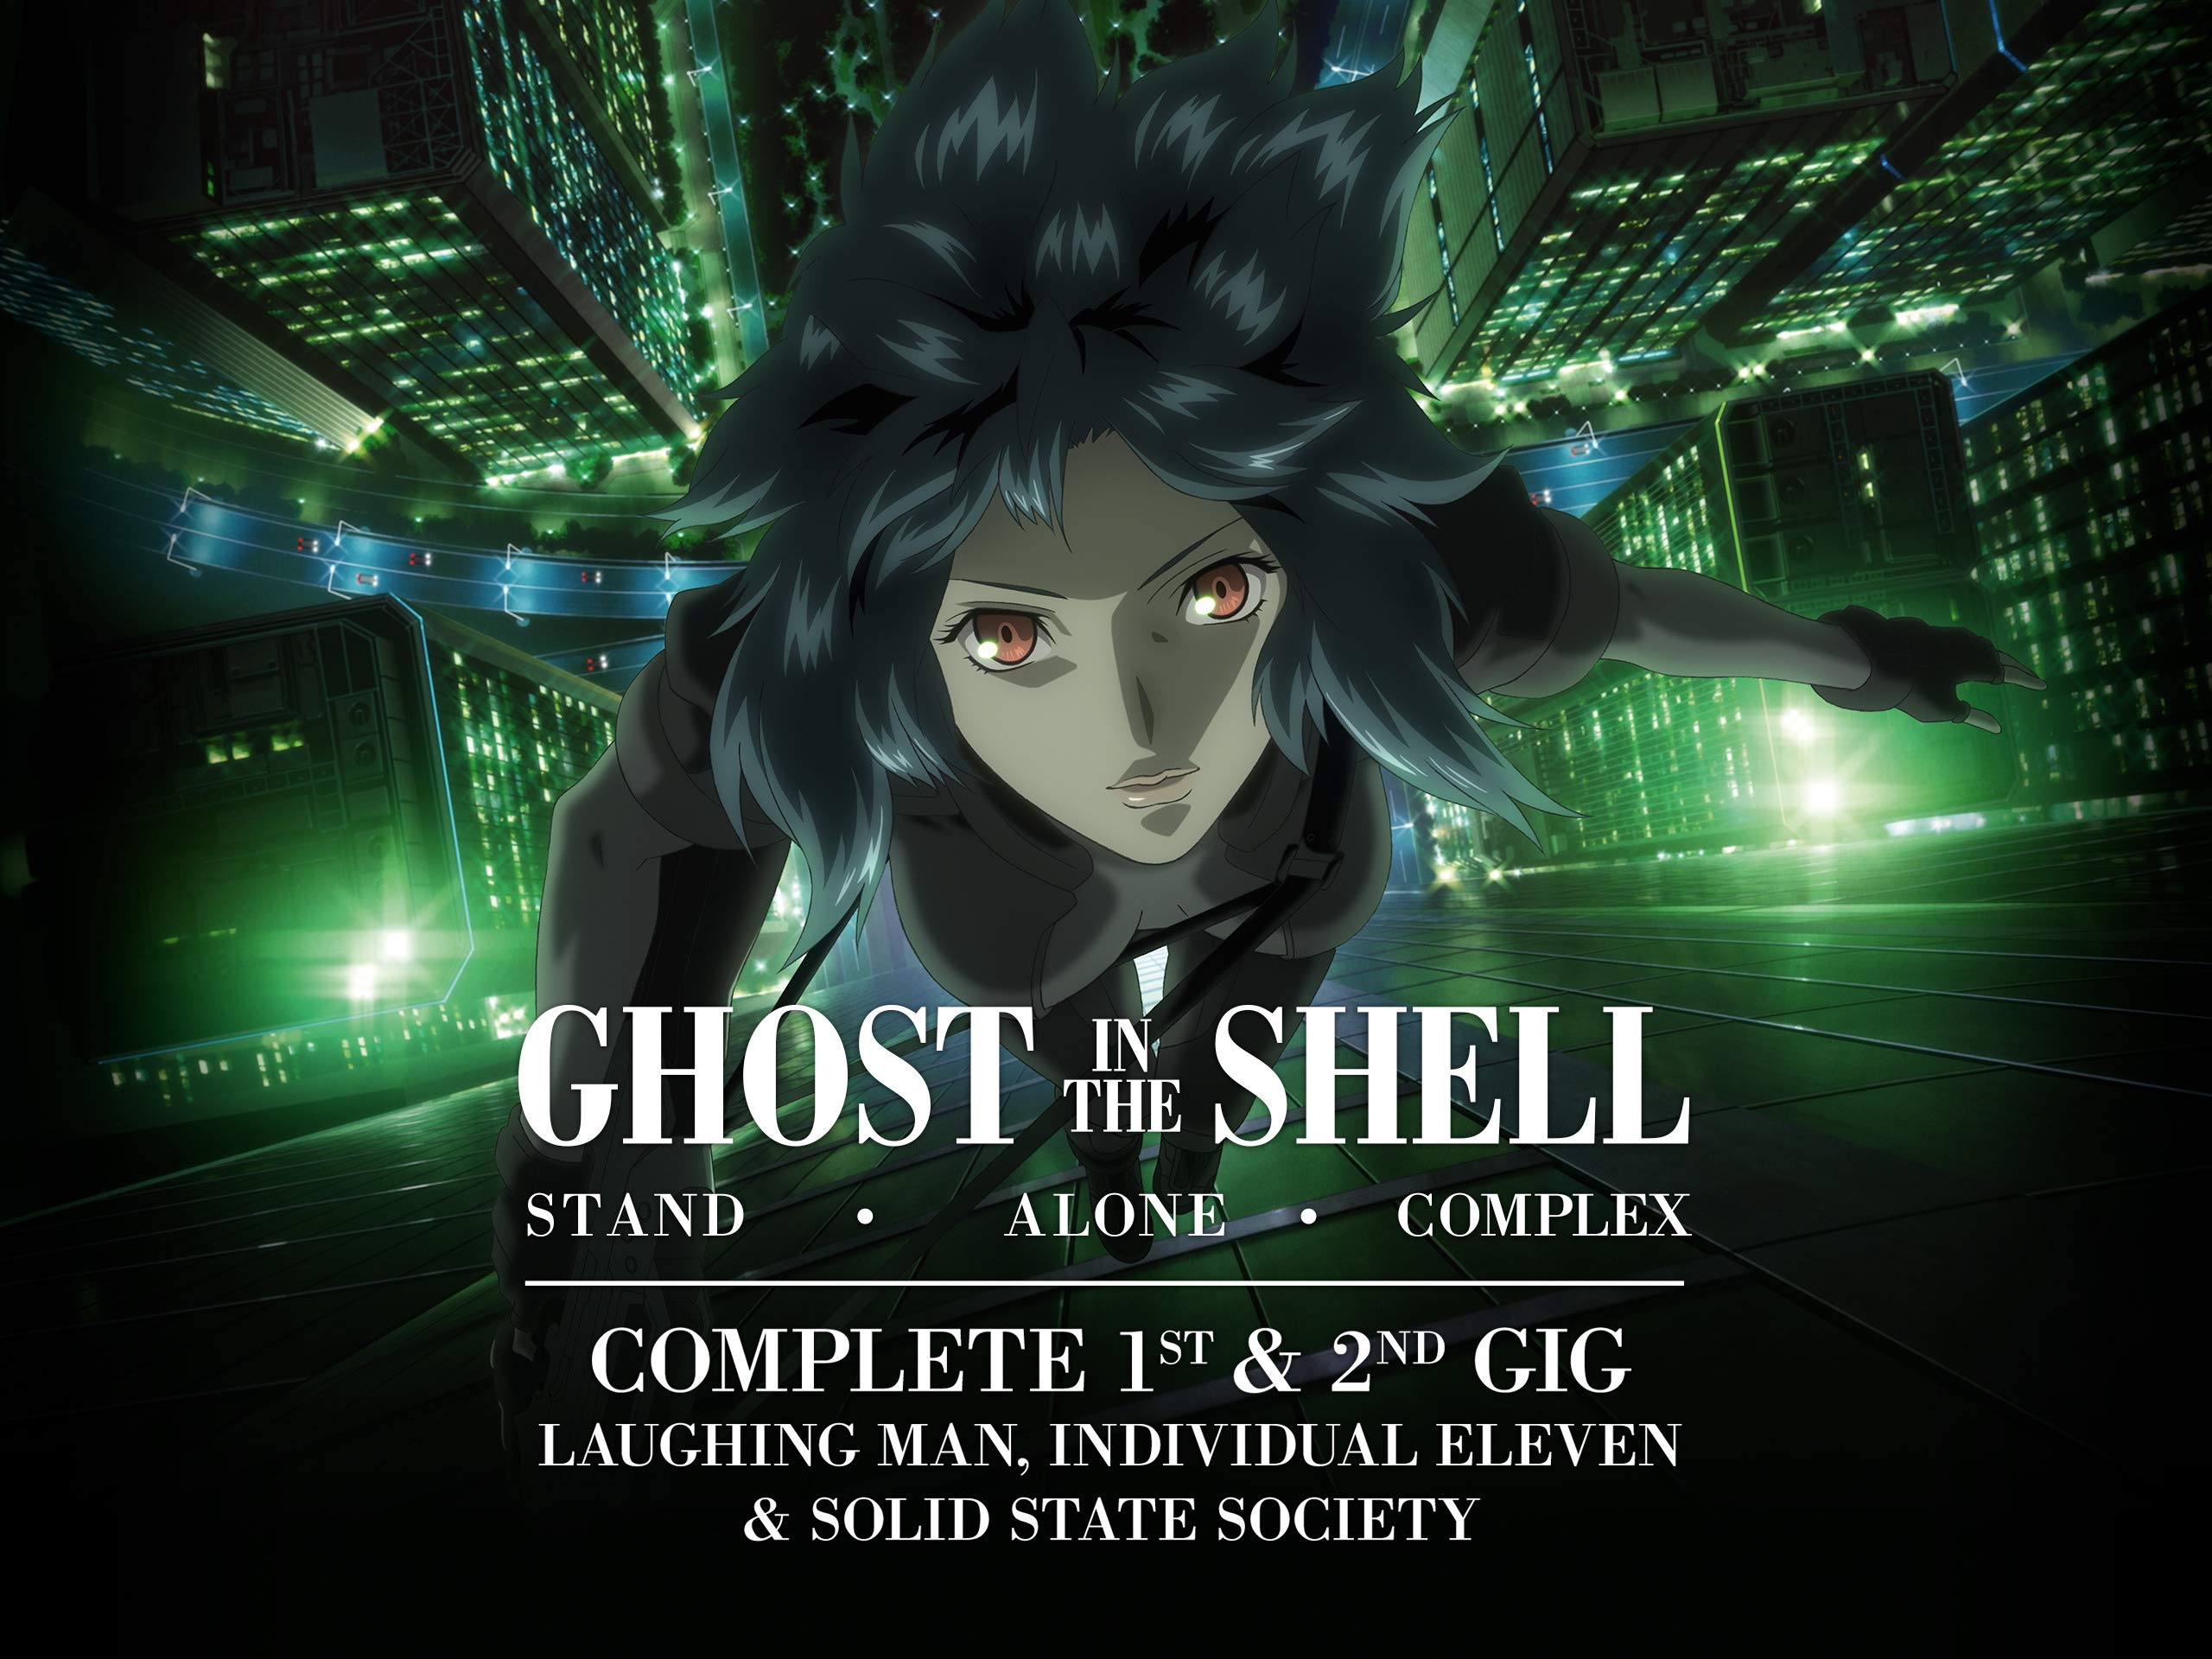 GHOST IN THE SHELL
STAND • ALONE • COMPLEX
COMPLETE 1ST & 2ND GIG
LAUGHING MAN, INDIVIDUAL ELEVEN
& SOLID STATE SOCIETY